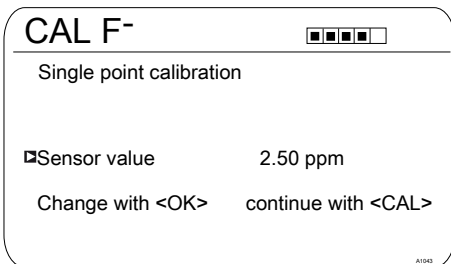 CAL F⁻
Single point calibration
Sensor value 2.50 ppm
Change with <OK> continue with <CAL>
A1043